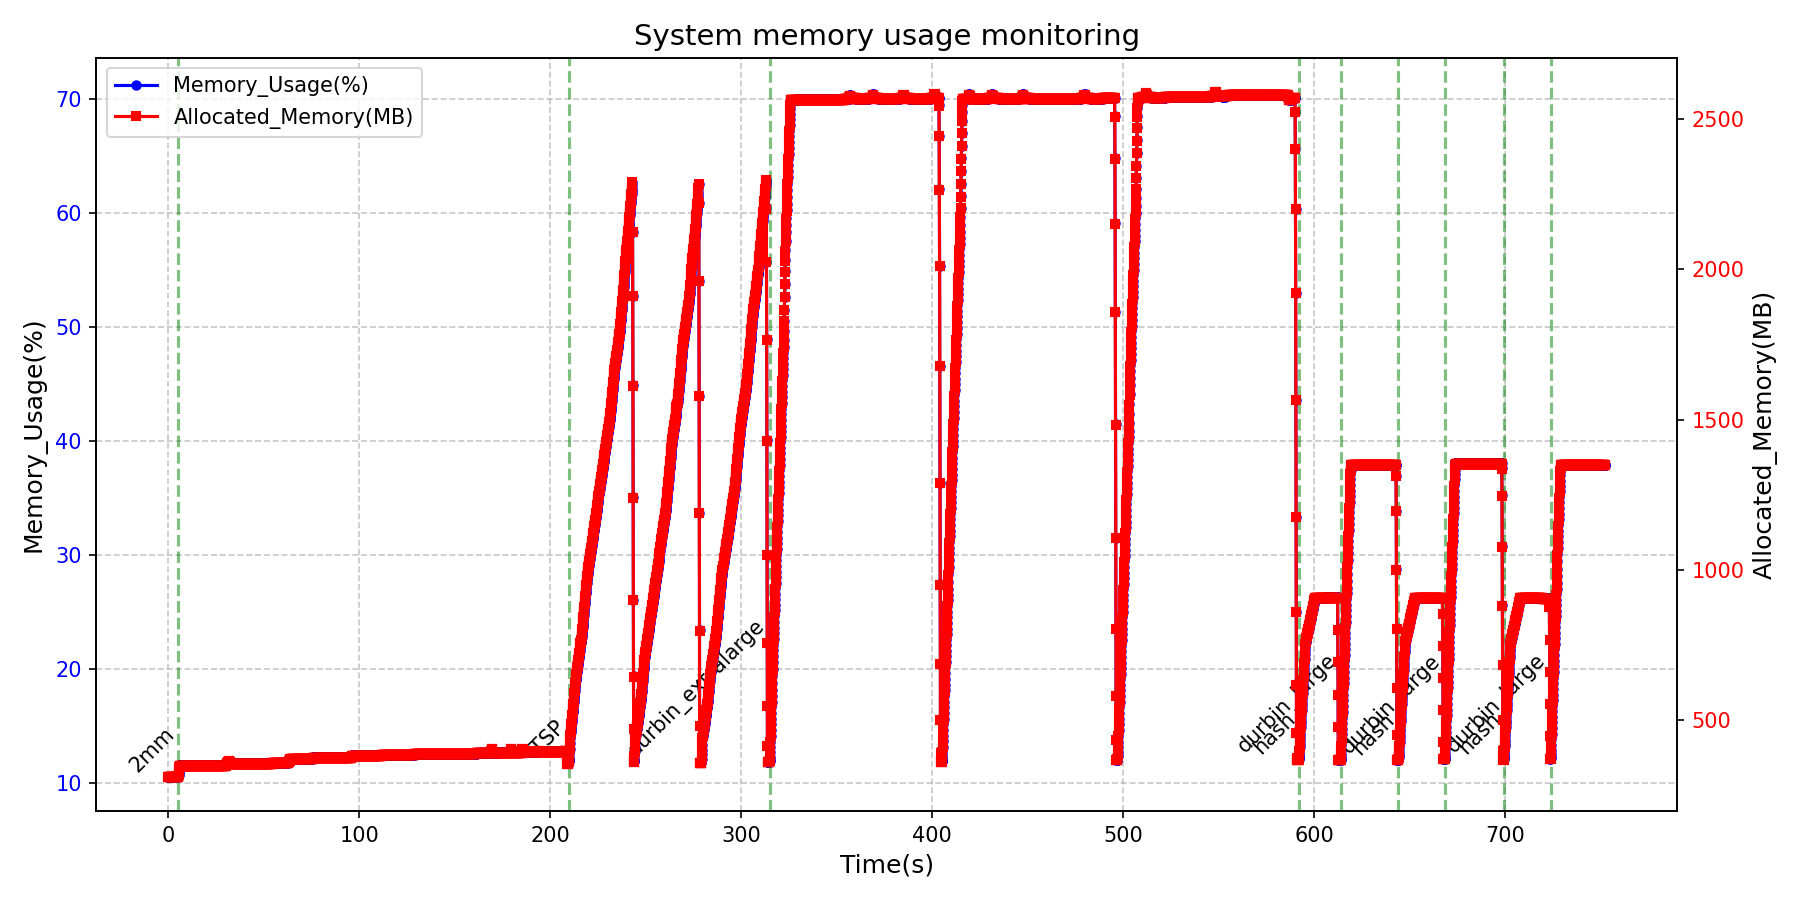 System memory usage monitoring
Memory_Usage(%)
Allocated_Memory(MB)
70
60
50
40
30
20
10
Memory_Usage(%)
2500
2000
1500
1000
500
Allocated_Memory(MB)
2mm
TSP
durbin
hash
durbin
hash
durbin
hash
0
100
200
300
400
500
600
700
Time(s)